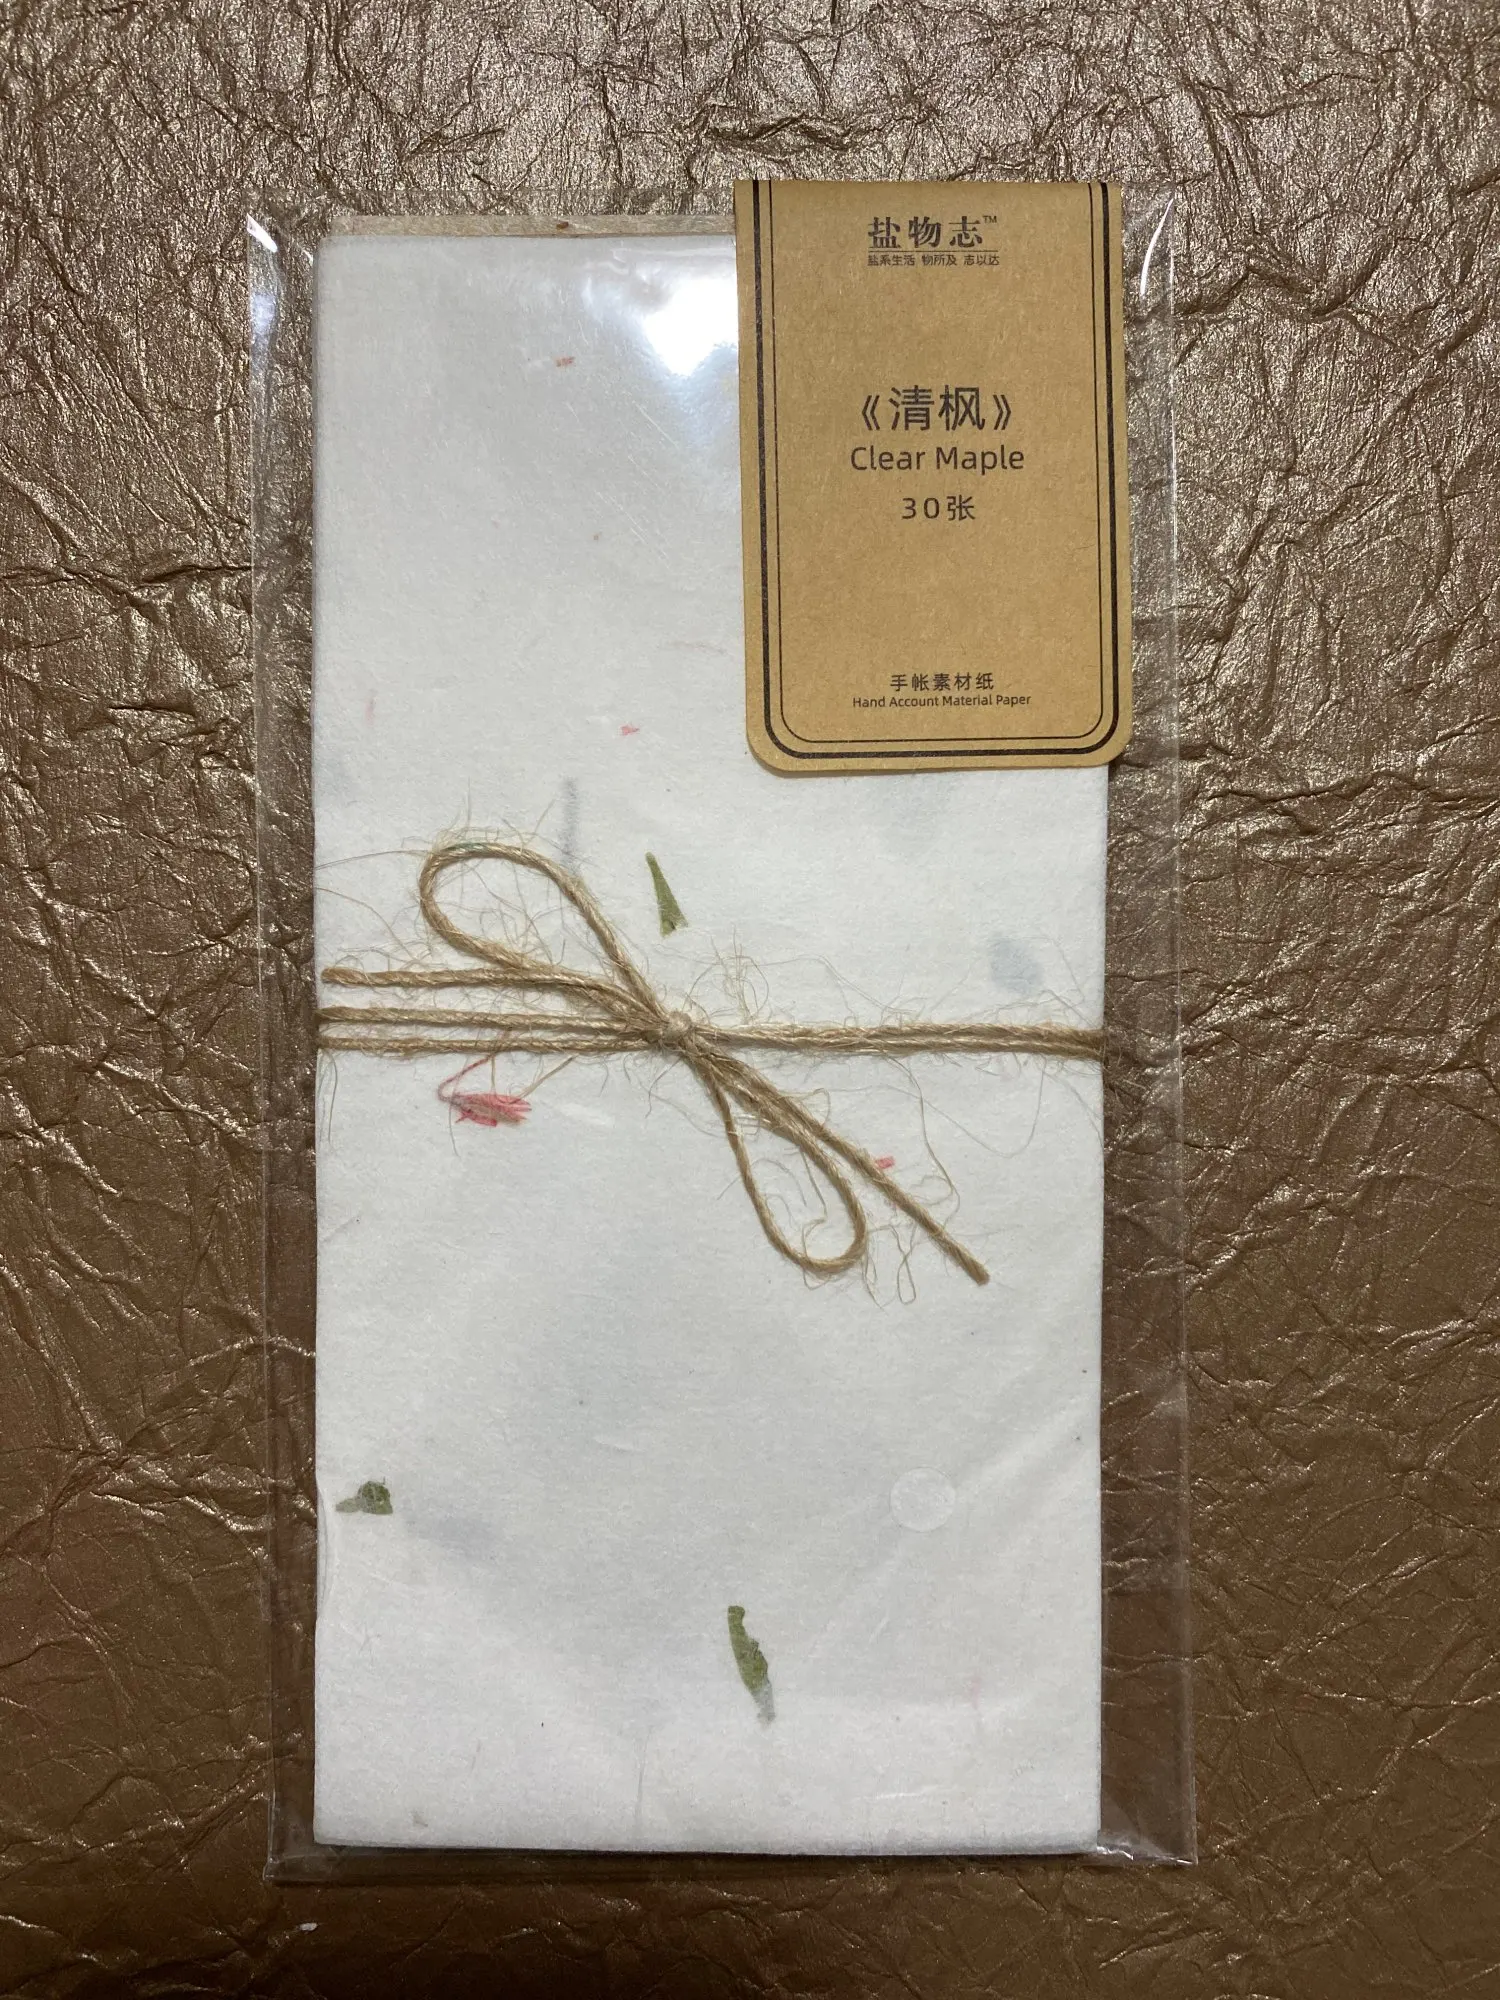 盐物志™
盐系生活 物所及 志以达
《清枫》
Clear Maple
30张
手帐素材纸
Hand Account Material Paper